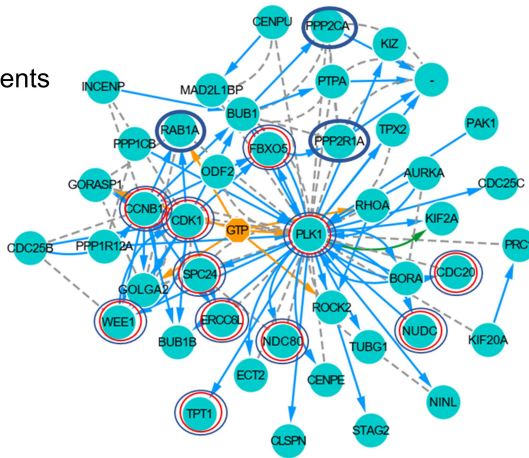 CENPU
PPP2CA
KIZ
ents
INCENP
MAD2L1BP
PTPA
-
BUB1
RAB1A
FBXO5
PPP2R1A
TPX2
PAK1
PPP1CB
GORASP1
ODF2
AURKA
CDC25C
CCNB1
CDK1
GTP
RHOA
KIF2A
CDC25B
PPP1R12A
PLK1
PRC
SPC24
BORA
CDC20
GOLGA2
WEE1
ERCC6L
ROCK2
NUDC
BUB1B
NDC80
TUBG1
KIF20A
ECT2
CENPE
TPT1
NINL
CLSPN
STAG2